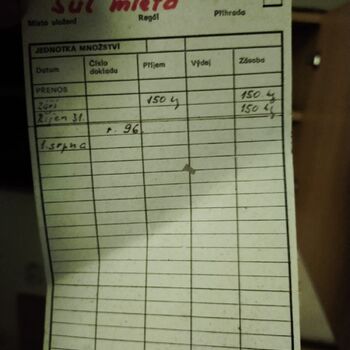 Sůl mletá
Místo uložení Regál Přihrada
JEDNOTKA MNOŽSTVÍ
Datum Číslo dokladu Příjem Výdej Zásoba
PŘENOS 150 kg
Září 150 kg 150 kg
Říjen 31.
r. 96
1. srpna